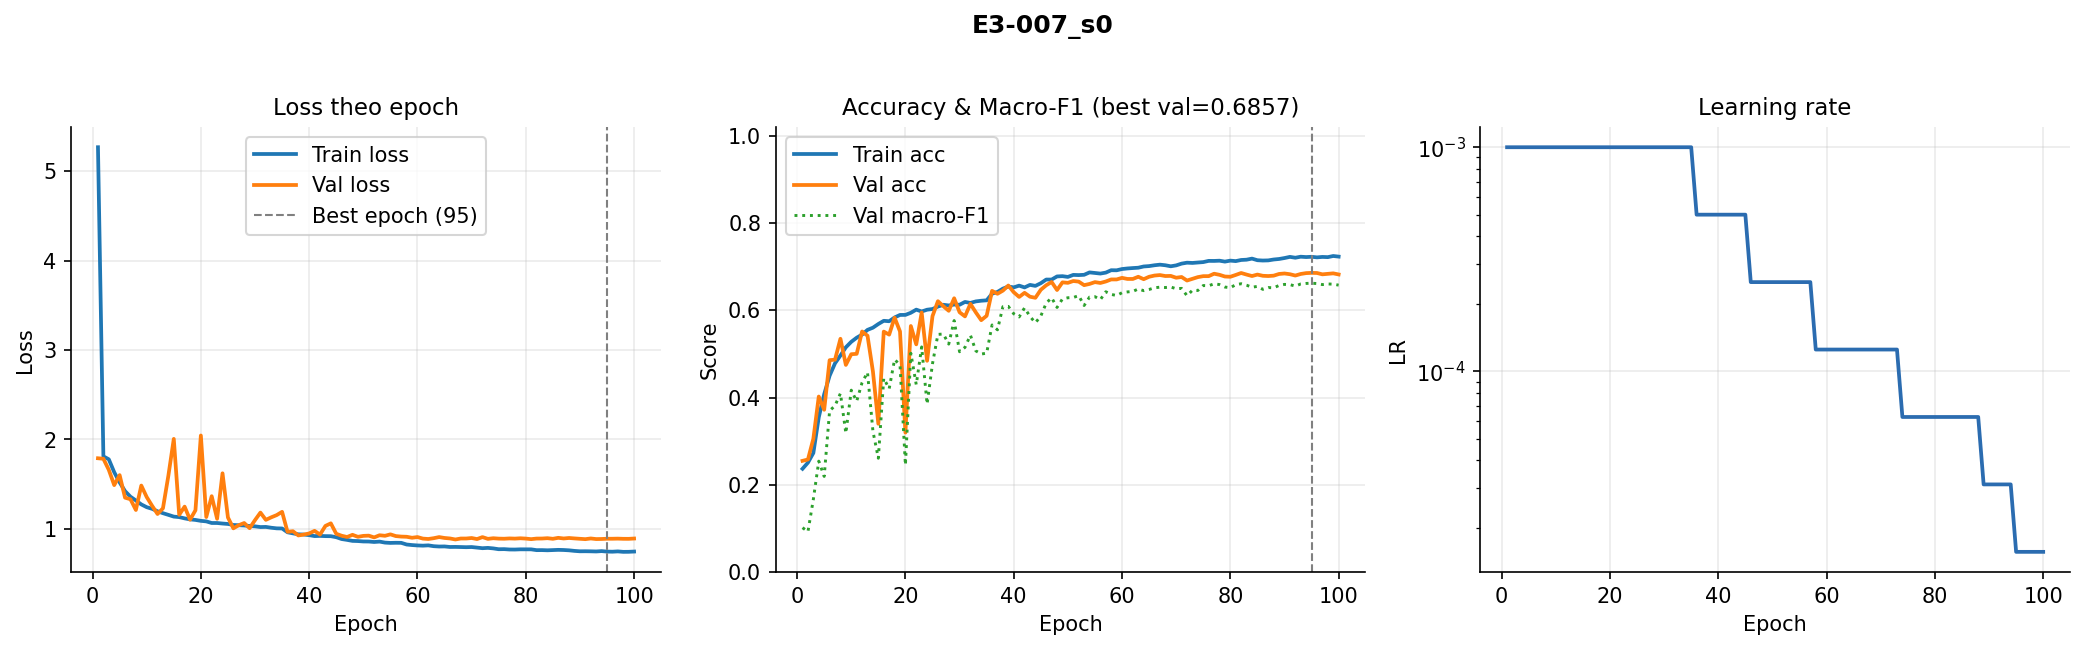 E3-007_s0
Loss theo epoch
Loss
5
4
3
2
1
0 20 40 60 80 100
Epoch
Train loss
Val loss
Best epoch (95)
Accuracy & Macro-F1 (best val=0.6857)
Score
1.0
0.8
0.6
0.4
0.2
0.0
0 20 40 60 80 100
Epoch
Train acc
Val acc
Val macro-F1
Learning rate
LR
10⁻³
10⁻⁴
0 20 40 60 80 100
Epoch